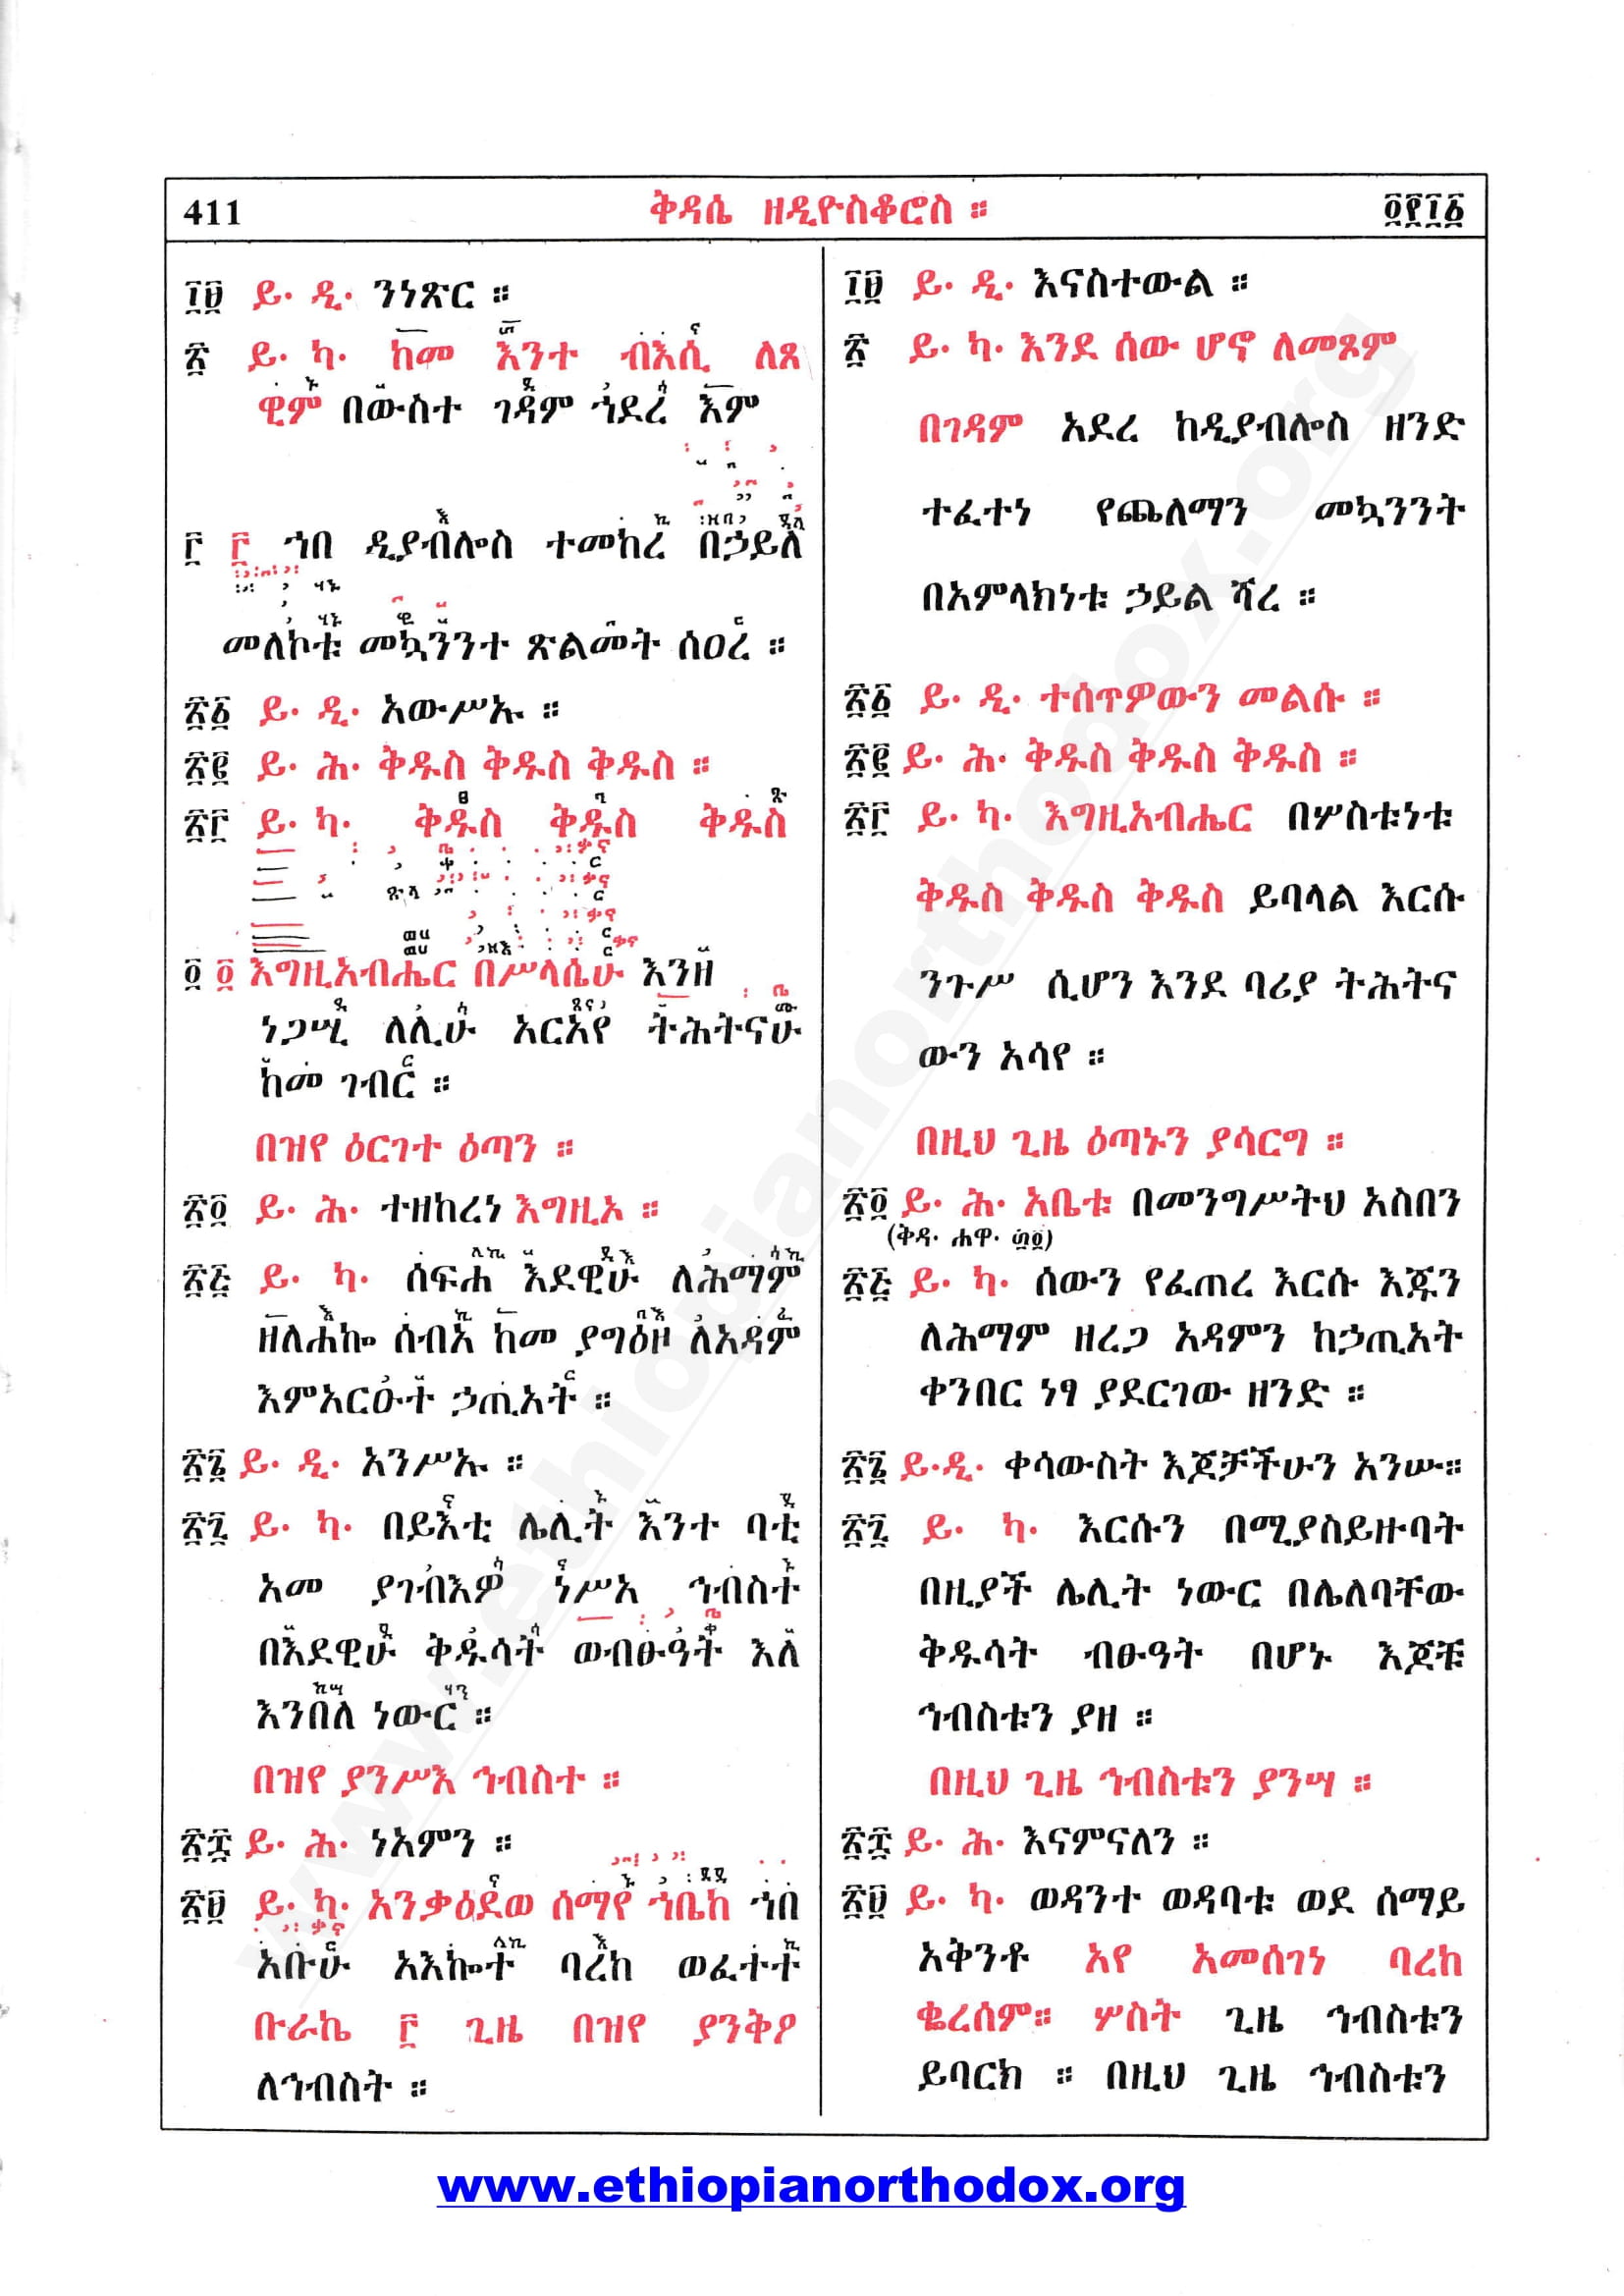 411 ቅዳሴ ዘዲዮስቆሮስ ። ፬፻፲፩
፲፱ ይ· ዲ· ንነጽር ።
፳ ይ· ካ· ከመ እንተ ብእሲ ለጸ
ዊም በውስተ ገዳም ኀደረ እም
፫ ፫ ኀበ ዲያብሎስ ተመከረ በኃይለ
መለኮቱ መኳንንተ ጽልመት ሰዐረ ።
፳፩ ይ· ዲ· አውሥኡ ።
፳፪ ይ· ሕ· ቅዱስ ቅዱስ ቅዱስ ።
፳፫ ይ· ካ· ቅዱስ ቅዱስ ቅዱስ
፬ ፬ እግዚአብሔር በሥላሴሁ እንዘ
ነጋሢ ለሊሁ አርአየ ትሕትናሁ
ከመ ገብር ።
በዝየ ዕርገተ ዕጣን ።
፳፬ ይ· ሕ· ተዘከረነ እግዚኦ ።
፳፭ ይ· ካ· ሰፍሐ እደዊሁ ለሕማም
ዘለሐኮ ሰብአ ከመ ያግዕዞ ለአዳም
እምአርዑተ ኃጢአት ።
፳፮ ይ· ዲ· አንሥኡ ።
፳፯ ይ· ካ· በይእቲ ሌሊት እንተ ባቲ
አመ ያገብእዎ ነሥአ ኅብስተ
በእደዊሁ ቅዱሳት ወብፁዓት እለ
እንበለ ነውር ።
በዝየ ያንሥእ ኅብስተ ።
፳፰ ይ· ሕ· ነአምን ።
፳፱ ይ· ካ· አንቃዕደወ ሰማየ ኀቤከ ኀበ
አቡሁ አእኰተ ባረከ ወፈተተ
ቡራኬ ፫ ጊዜ በዝየ ያንቅዖ
ለኅብስት ።
፲፱ ይ· ዲ· እናስተውል ።
፳ ይ· ካ· እንደ ሰው ሆኖ ለመጾም
በገዳም አደረ ከዲያብሎስ ዘንድ
ተፈተነ የጨለማን መኳንንት
በአምላክነቱ ኃይል ሻረ ።
፳፩ ይ· ዲ· ተሰጥዎውን መልሱ ።
፳፪ ይ· ሕ· ቅዱስ ቅዱስ ቅዱስ ።
፳፫ ይ· ካ· እግዚአብሔር በሦስቱነቱ
ቅዱስ ቅዱስ ቅዱስ ይባላል እርሱ
ንጉሥ ሲሆን እንደ ባሪያ ትሕትና
ውን አሳየ ።
በዚህ ጊዜ ዕጣኑን ያሳርግ ።
፳፬ ይ· ሕ· አቤቱ በመንግሥትህ አስበን
(ቅዳ· ሐዋ· ፴፬)
፳፭ ይ· ካ· ሰውን የፈጠረ እርሱ እጁን
ለሕማም ዘረጋ አዳምን ከኃጢአት
ቀንበር ነፃ ያደርገው ዘንድ ።
፳፮ ይ·ዲ· ቀሳውስት እጆቻችሁን አንሡ።
፳፯ ይ· ካ· እርሱን በሚያስይዙባት
በዚያች ሌሊት ነውር በሌለባቸው
ቅዱሳት ብፁዓት በሆኑ እጆቹ
ኅብስቱን ያዘ ።
በዚህ ጊዜ ኅብስቱን ያንሣ ።
፳፰ ይ· ሕ· እናምናለን ።
፳፱ ይ· ካ· ወዳንተ ወዳባቱ ወደ ሰማይ
አቅንቶ አየ አመሰገነ ባረከ
ቈረሰም። ሦስት ጊዜ ኅብስቱን
ይባርክ ። በዚህ ጊዜ ኅብስቱን
www.ethiopianorthodox.org
www.ethiopianorthodox.org